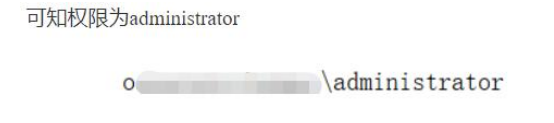 可知权限为administrator
o\administrator